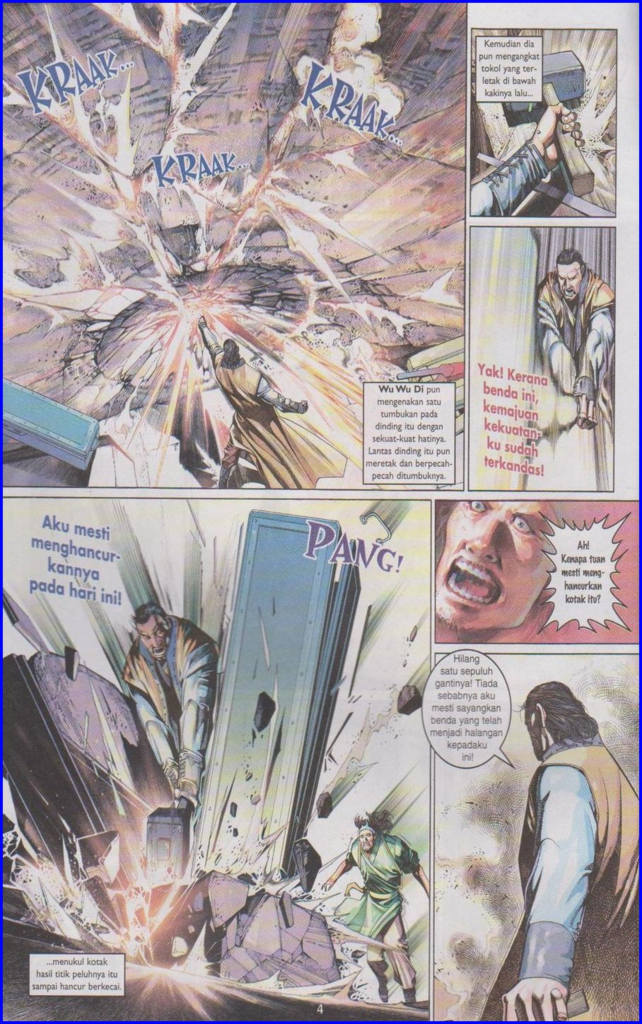 KRAAK...
KRAAK...
KRAAK...
Wu Wu Di pun
mengenakan satu
tumbukan pada
dinding itu dengan
sekuat-kuat hatinya.
Lantas dinding itu pun
meretak dan berpecah-
pecah ditumbuknya.
Kemudian dia
pun mengangkat
tokol yang ter-
letak di bawah
kakinya lalu...
Yak! Kerana
benda ini,
kemajuan
kekuatan-
ku sudah
terkandas!
Aku mesti
menghancur-
kannya
pada hari ini!
PANG!
...menukul kotak
hasil titik peluhnya itu
sampai hancur berkecai.
Ah!
Kenapa tuan
mesti meng-
hancurkan
kotak itu?
Hilang
satu sepuluh
gantinya! Tiada
sebabnya aku
mesti sayangkan
benda yang telah
menjadi halangan
kepadaku
ini!
4